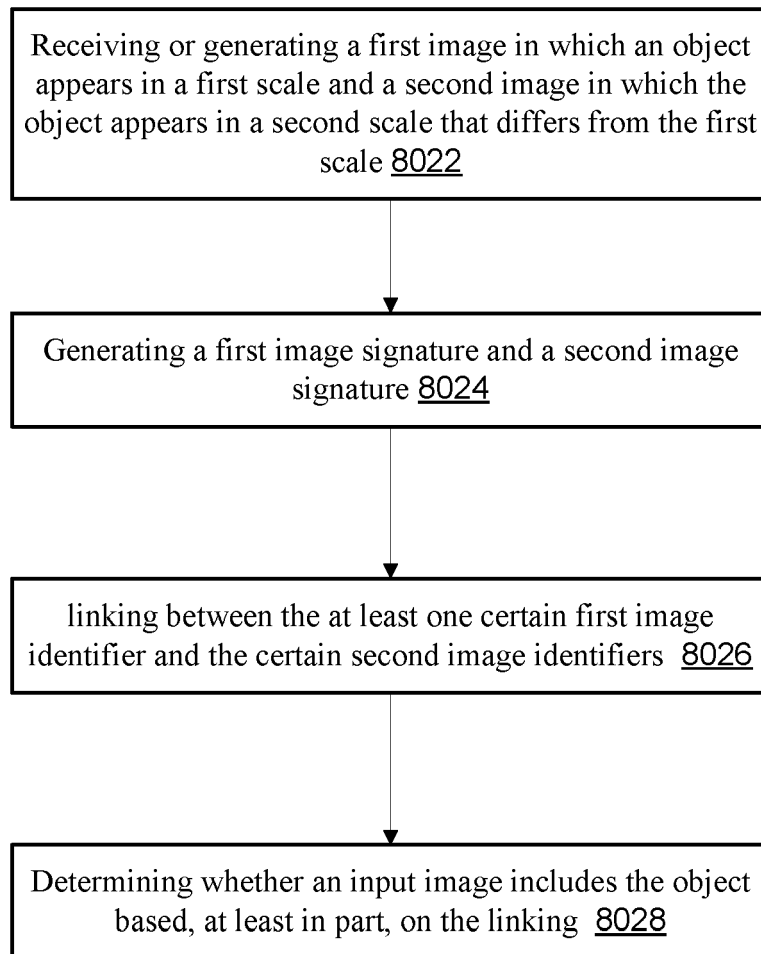 Receiving or generating a first image in which an object
appears in a first scale and a second image in which the
object appears in a second scale that differs from the first
scale 8022
Generating a first image signature and a second image
signature 8024
linking between the at least one certain first image
identifier and the certain second image identifiers 8026
Determining whether an input image includes the object
based, at least in part, on the linking 8028